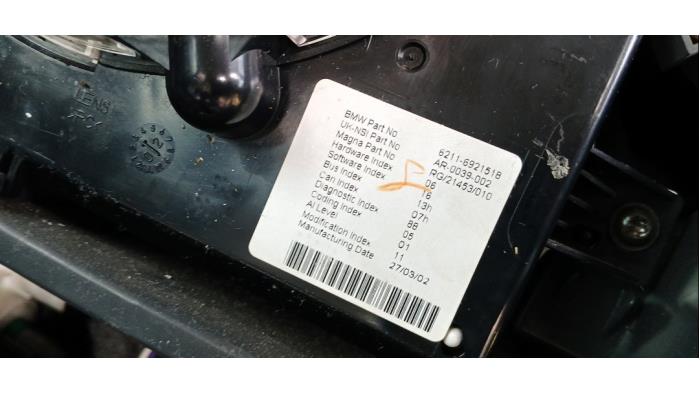 LENS
BMW Part No 6211-6921518
UK-NSI Part No AR-0039-002
Magna Part No RG/21453/010
Hardware Index 06
Software Index 16
Bus Index 13h
Can Index 07h
Diagnostic Index 88
Coding Index 05
AI Level 01
Modification Index 11
Manufacturing Date 27/03/02